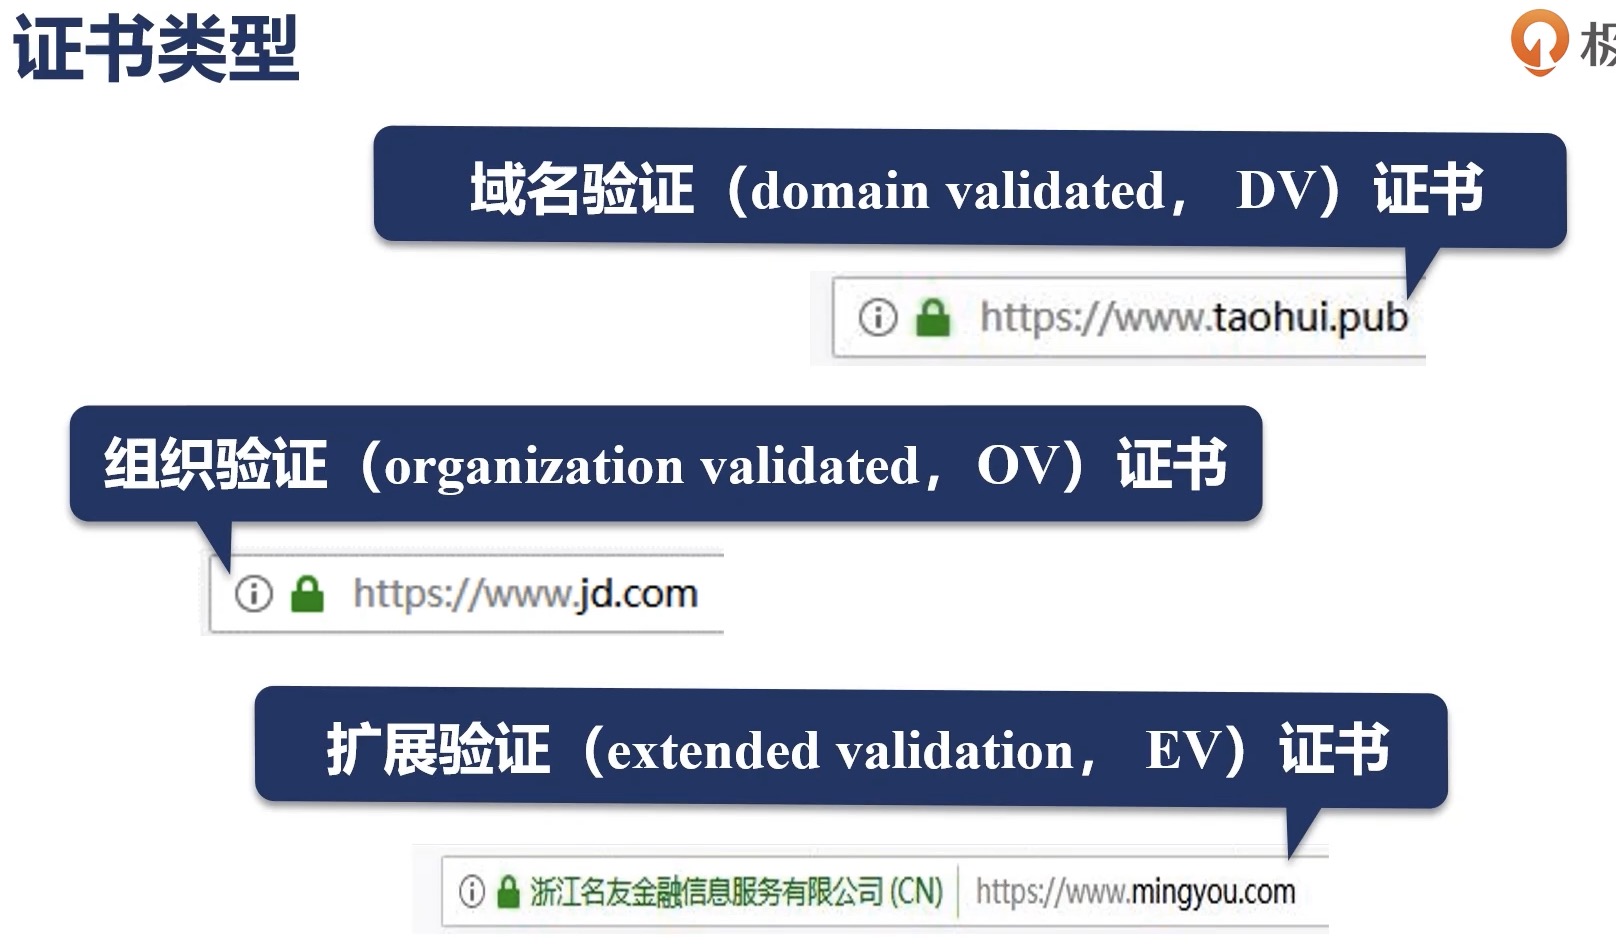 证书类型
极
域名验证（domain validated， DV）证书
https://www.taohui.pub
组织验证（organization validated，OV）证书
https://www.jd.com
扩展验证（extended validation， EV）证书
浙江名友金融信息服务有限公司 (CN) https://www.mingyou.com